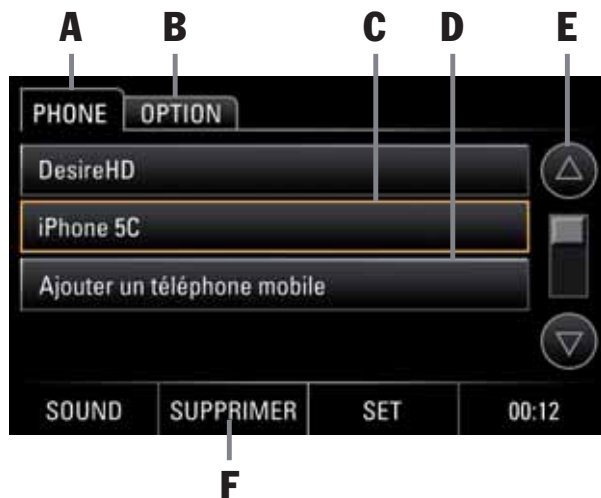 A B C D E
PHONE OPTION
DesireHD
iPhone 5C
Ajouter un téléphone mobile
SOUND SUPPRIMER SET 00:12
F